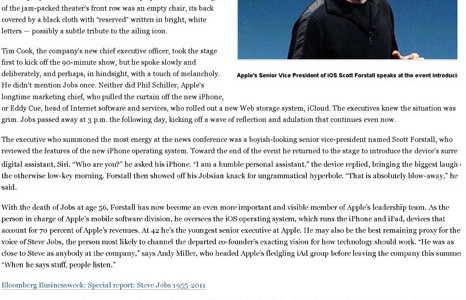 of the jam-packed theater's front row was an empty chair, its back
covered by a black cloth with "reserved" written in bright, white
letters — possibly a subtle tribute to the ailing icon.
Tim Cook, the company's new chief executive officer, took the stage
first to kick off the 90-minute show, but he spoke slowly and
deliberately, and perhaps, in hindsight, with a touch of melancholy.
He didn't mention Jobs once. Neither did Phil Schiller, Apple's
longtime marketing chief, who pulled the curtain off the new iPhone,
or Eddy Cue, head of Internet software and services, who rolled out a new Web storage system, iCloud. The executives knew the situation was
grim. Jobs passed away at 3 p.m. the following day, kicking off a wave of reflection and adulation that continues even now.
Apple's Senior Vice President of iOS Scott Forstall speaks at the event introduci
The executive who summoned the most energy at the news conference was a boyish-looking senior vice-president named Scott Forstall, who
reviewed the features of the new iPhone operating system. Toward the end of the event he returned to the stage to introduce the device's surre
digital assistant, Siri. "Who are you?" he asked his iPhone. "I am a humble personal assistant," the device replied, bringing the biggest laugh o
the otherwise low-key morning. Forstall then showed off his Jobsian knack for ungrammatical hyperbole. "That is absolutely blow-away," he
said.
With the death of Jobs at age 56, Forstall has now become an even more important and visible member of Apple's leadership team. As the
person in charge of Apple's mobile software division, he oversees the iOS operating system, which runs the iPhone and iPad, devices that
account for 70 percent of Apple's revenues. At 42 he's the youngest senior executive at Apple. He may also be the best remaining proxy for the
voice of Steve Jobs, the person most likely to channel the departed co-founder's exacting vision for how technology should work. "He was as
close to Steve as anybody at the company," says Andy Miller, who headed Apple's fledgling iAd group before leaving the company this summer
"When he says stuff, people listen."
Bloomberg Businessweek: Special report: Steve Jobs 1955-2011